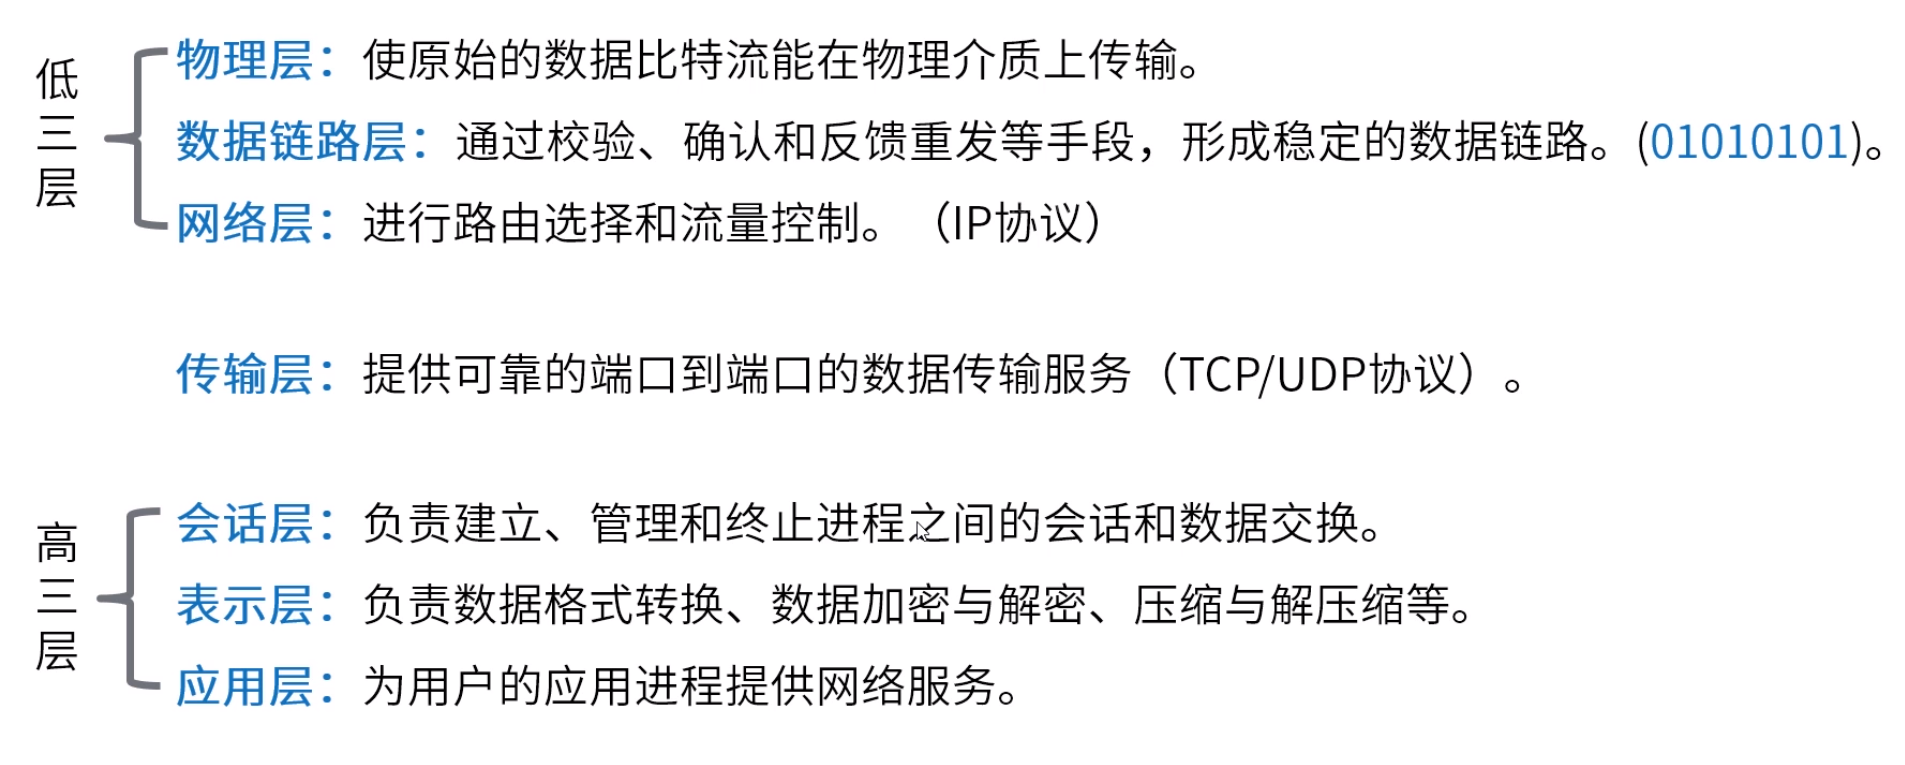 低三层
物理层：使原始的数据比特流能在物理介质上传输。
数据链路层：通过校验、确认和反馈重发等手段，形成稳定的数据链路。(01010101)。
网络层：进行路由选择和流量控制。（IP协议）
传输层：提供可靠的端口到端口的数据传输服务（TCP/UDP协议）。
高三层
会话层：负责建立、管理和终止进程之间的会话和数据交换。
表示层：负责数据格式转换、数据加密与解密、压缩与解压缩等。
应用层：为用户的应用进程提供网络服务。